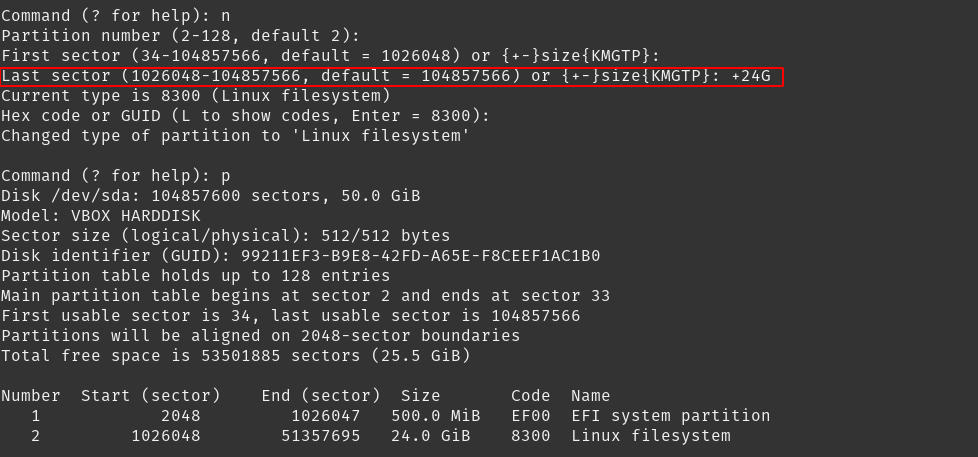 Command (? for help): n
Partition number (2-128, default 2):
First sector (34-104857566, default = 1026048) or {+-}size{KMGTP}:
Last sector (1026048-104857566, default = 104857566) or {+-}size{KMGTP}: +24G
Current type is 8300 (Linux filesystem)
Hex code or GUID (L to show codes, Enter = 8300):
Changed type of partition to 'Linux filesystem'
Command (? for help): p
Disk /dev/sda: 104857600 sectors, 50.0 GiB
Model: VBOX HARDDISK
Sector size (logical/physical): 512/512 bytes
Disk identifier (GUID): 99211EF3-B9E8-42FD-A65E-F8CEEF1AC1B0
Partition table holds up to 128 entries
Main partition table begins at sector 2 and ends at sector 33
First usable sector is 34, last usable sector is 104857566
Partitions will be aligned on 2048-sector boundaries
Total free space is 53501885 sectors (25.5 GiB)
Number  Start (sector)    End (sector)  Size       Code  Name
   1            2048         1026047   500.0 MiB   EF00  EFI system partition
   2         1026048        51357695   24.0 GiB    8300  Linux filesystem